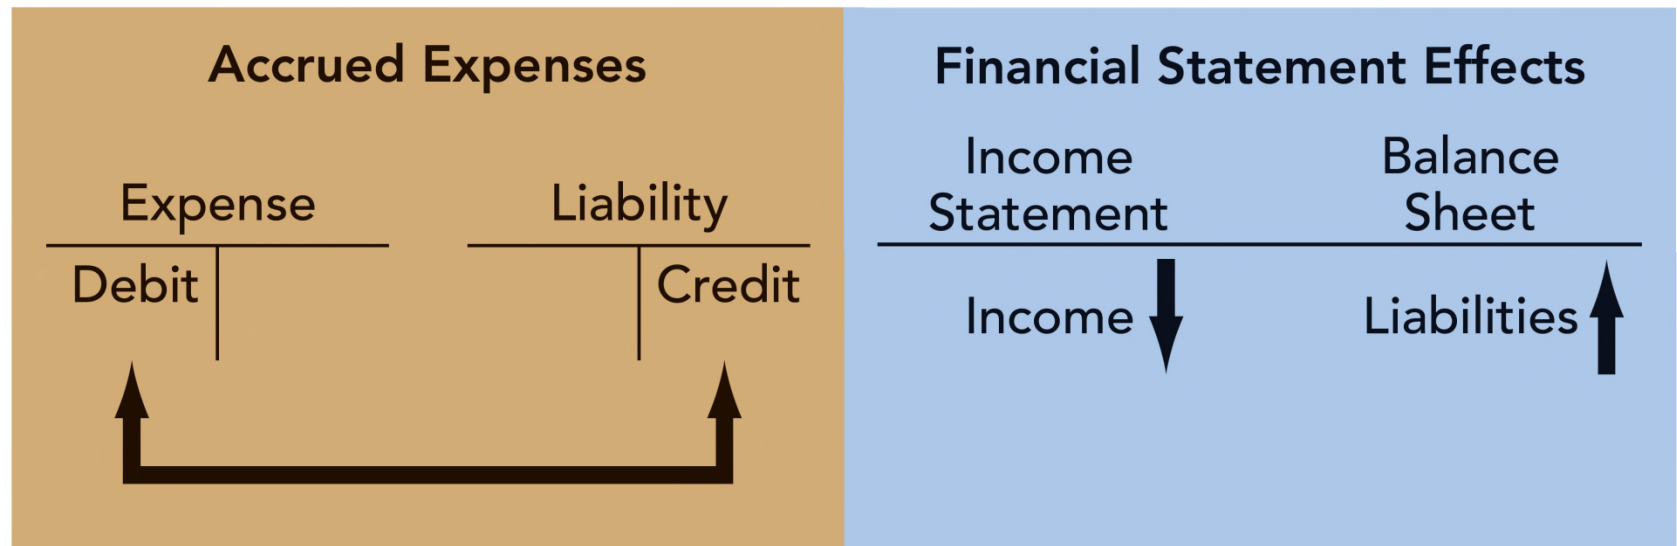 Accrued Expenses
Expense
Liability
Debit
Credit
Financial Statement Effects
Income
Statement
Balance
Sheet
Income
Liabilities